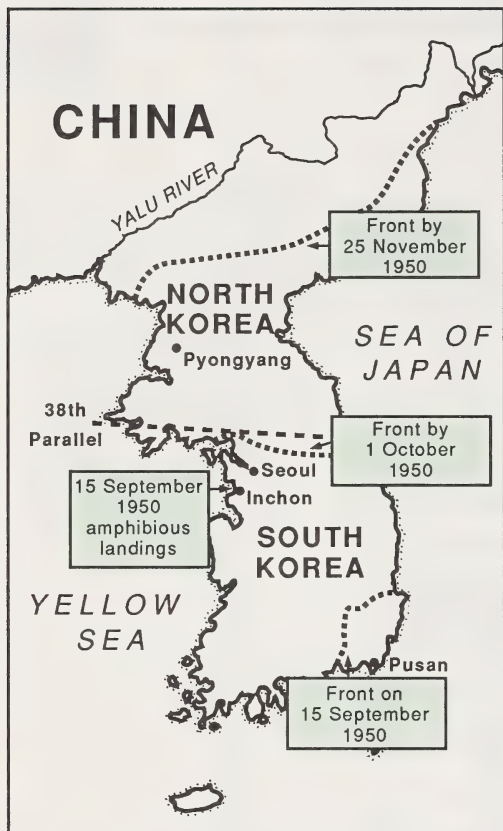 CHINA
YALU RIVER
Front by
25 November
1950
NORTH
KOREA
Pyongyang
SEA OF
JAPAN
38th
Parallel
Front by
1 October
1950
Seoul
15 September
1950
amphibious
landings
Inchon
SOUTH
KOREA
YELLOW
SEA
Pusan
Front on
15 September
1950